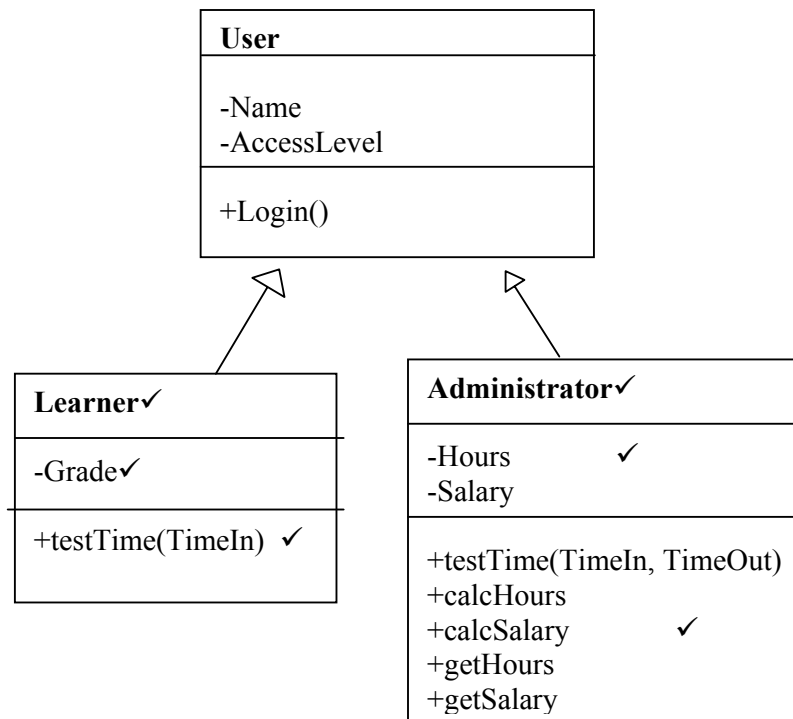 User
-Name
-AccessLevel
+Login()
Learner✓
-Grade✓
+testTime(TimeIn) ✓
Administrator✓
-Hours ✓
-Salary
+testTime(TimeIn, TimeOut)
+calcHours
+calcSalary ✓
+getHours
+getSalary